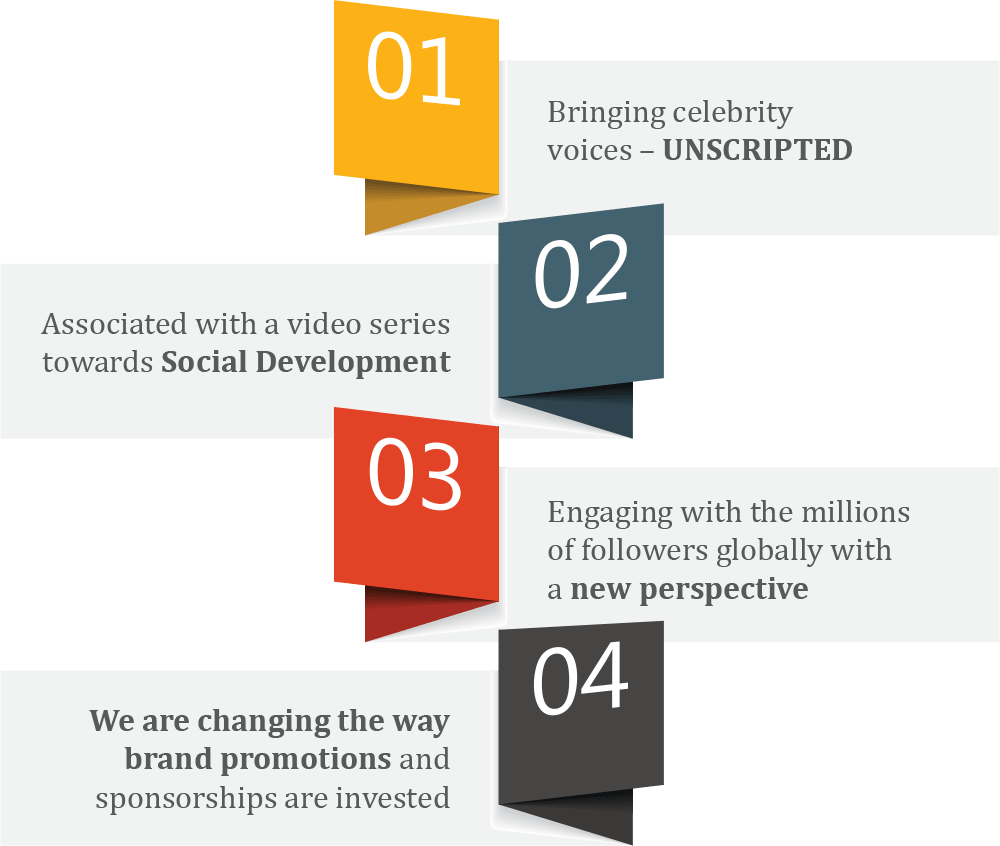 01
Bringing celebrity
voices – UNSCRIPTED
02
Associated with a video series
towards Social Development
03
Engaging with the millions
of followers globally with
a new perspective
04
We are changing the way
brand promotions and
sponsorships are invested